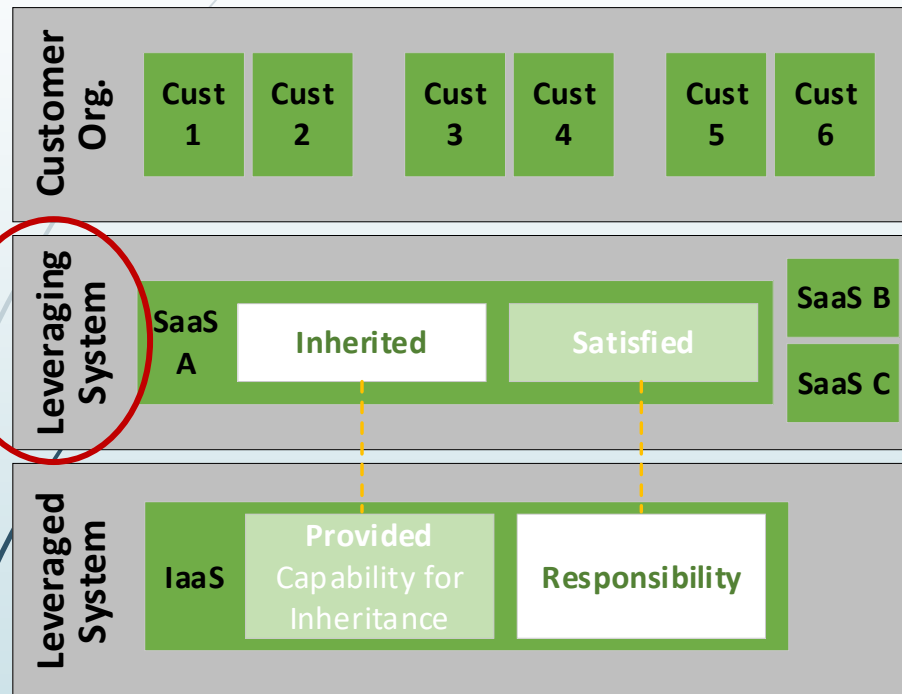 Customer
Org.
Cust
1
Cust
2
Cust
3
Cust
4
Cust
5
Cust
6
Leveraging
System
SaaS
A
Inherited
Satisfied
SaaS B
SaaS C
Leveraged
System
IaaS
Provided
Capability for
Inheritance
Responsibility